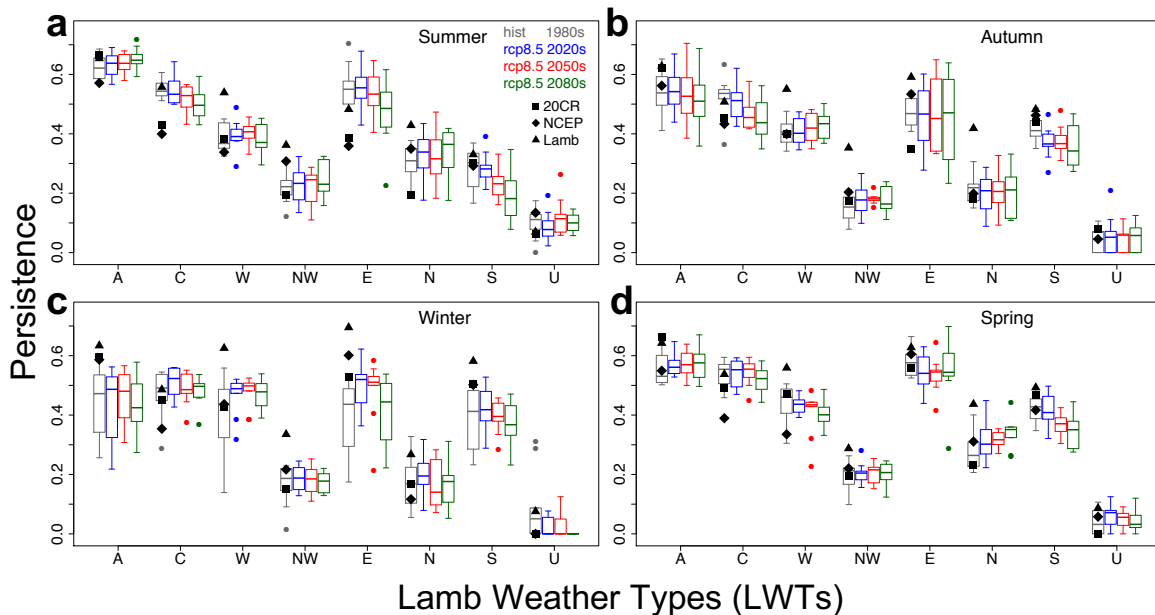 a
Summer
hist 1980s
rcp8.5 2020s
rcp8.5 2050s
rcp8.5 2080s
20CR
NCEP
Lamb
0.0 0.2 0.4 0.6
A C W NW E N S U
b
Autumn
0.0 0.2 0.4 0.6
A C W NW E N S U
c
Winter
0.0 0.2 0.4 0.6
A C W NW E N S U
d
Spring
0.0 0.2 0.4 0.6
A C W NW E N S U
Persistence
Lamb Weather Types (LWTs)